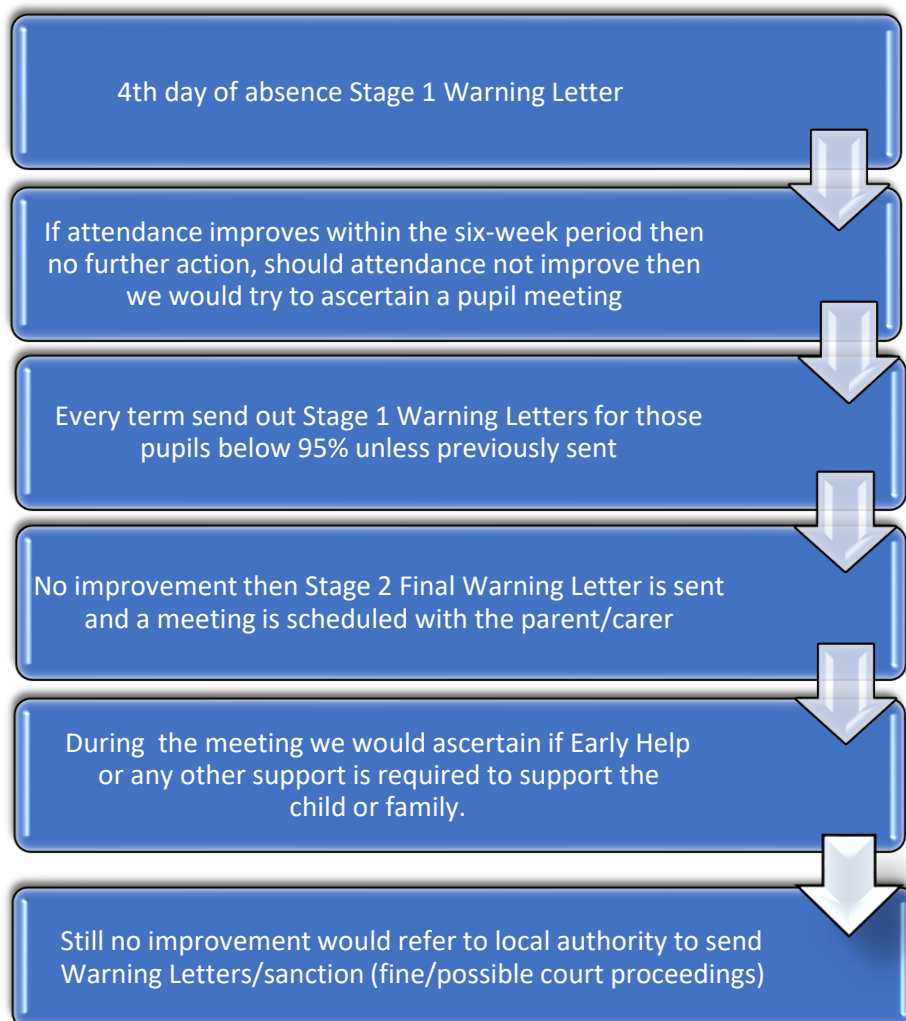 4th day of absence Stage 1 Warning Letter
If attendance improves within the six-week period then
no further action, should attendance not improve then
we would try to ascertain a pupil meeting
Every term send out Stage 1 Warning Letters for those
pupils below 95% unless previously sent
No improvement then Stage 2 Final Warning Letter is sent
and a meeting is scheduled with the parent/carer
During the meeting we would ascertain if Early Help
or any other support is required to support the
child or family.
Still no improvement would refer to local authority to send
Warning Letters/sanction (fine/possible court proceedings)